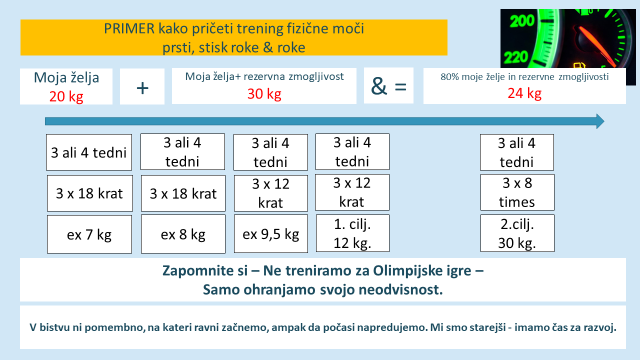 PRIMER kako pričeti trening fizične moči
prsti, stisk roke & roke
200
220
Moja želja
20 kg
+
Moja želja+ rezervna zmogljivost
30 kg
& =
80% moje želje in rezervne zmogljivosti
24 kg
3 ali 4 tedni
3 ali 4
tedni
3 ali 4
tedni
3 ali 4
tedni
3 ali 4
tedni
3 x 18 krat
3 x 18 krat
3 x 12
krat
3 x 12
krat
3 x 8
times
ex 7 kg
ex 8 kg
ex 9,5 kg
1. cilj.
12 kg.
2.cilj.
30 kg.
Zapomnite si – Ne treniramo za Olimpijske igre –
Samo ohranjamo svojo neodvisnost.
V bistvu ni pomembno, na kateri ravni začnemo, ampak da počasi napredujemo. Mi smo starejši - imamo čas za razvoj.